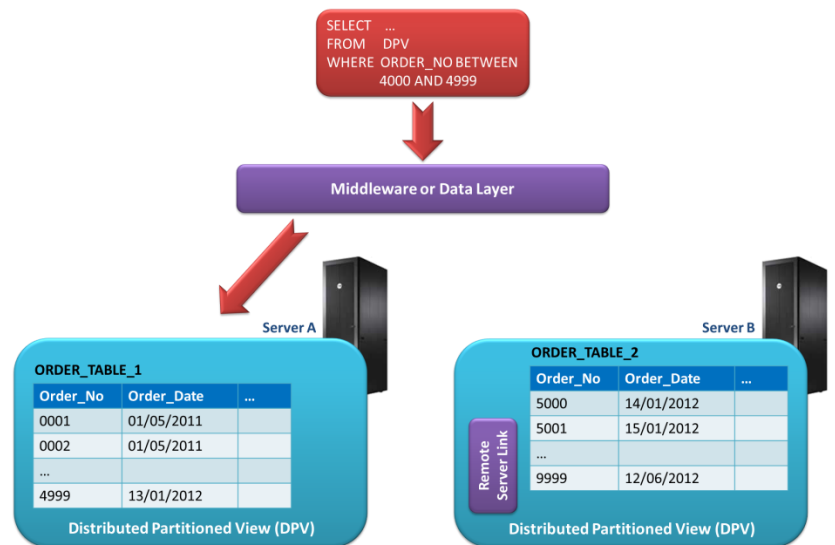 SELECT ...
FROM DPV
WHERE ORDER_NO BETWEEN
4000 AND 4999
Middleware or Data Layer
Server A
ORDER_TABLE_1
Order_No Order_Date ...
0001 01/05/2011
0002 01/05/2011
...
4999 13/01/2012
Distributed Partitioned View (DPV)
Server B
ORDER_TABLE_2
Order_No Order_Date ...
5000 14/01/2012
5001 15/01/2012
...
9999 12/06/2012
Remote
Server Link
Distributed Partitioned View (DPV)